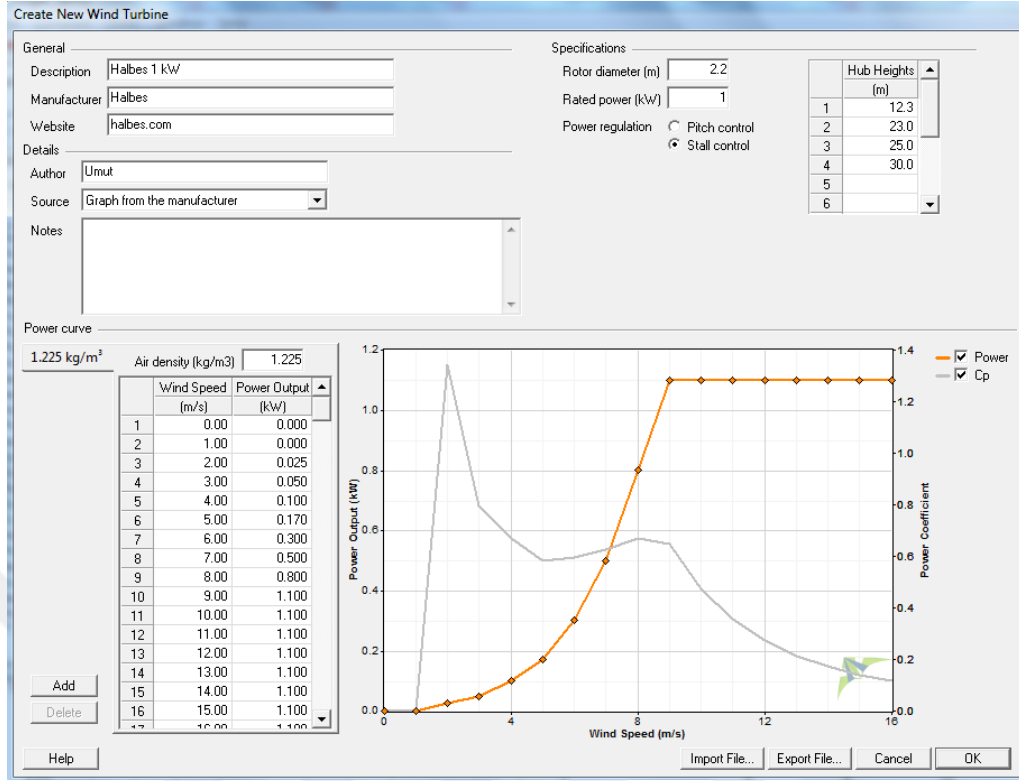 Create New Wind Turbine
General
Description Halbes 1 kW
Manufacturer Halbes
Website halbes.com
Details
Author Umut
Source Graph from the manufacturer
Notes
Specifications
Rotor diameter (m) 2.2
Rated power (kW) 1
Power regulation Pitch control
Stall control
Hub Heights
(m)
1 12.3
2 23.0
3 25.0
4 30.0
5
6
Power curve
1.225 kg/m³
Air density (kg/m3) 1.225
Wind Speed Power Output
(m/s) (kW)
1 0.00 0.000
2 1.00 0.000
3 2.00 0.025
4 3.00 0.050
5 4.00 0.100
6 5.00 0.170
7 6.00 0.300
8 7.00 0.500
9 8.00 0.800
10 9.00 1.100
11 10.00 1.100
12 11.00 1.100
13 12.00 1.100
14 13.00 1.100
15 14.00 1.100
16 15.00 1.100
17 16.00 1.100
Add
Delete
Power Output (kW)
1.2
1.0
0.8
0.6
0.4
0.2
0.0
0 4 8 12 16
Wind Speed (m/s)
1.4
1.2
1.0
0.8
0.6
0.4
0.2
0.0
Power Coefficient
Power
Cp
Help
Import File...
Export File...
Cancel
OK